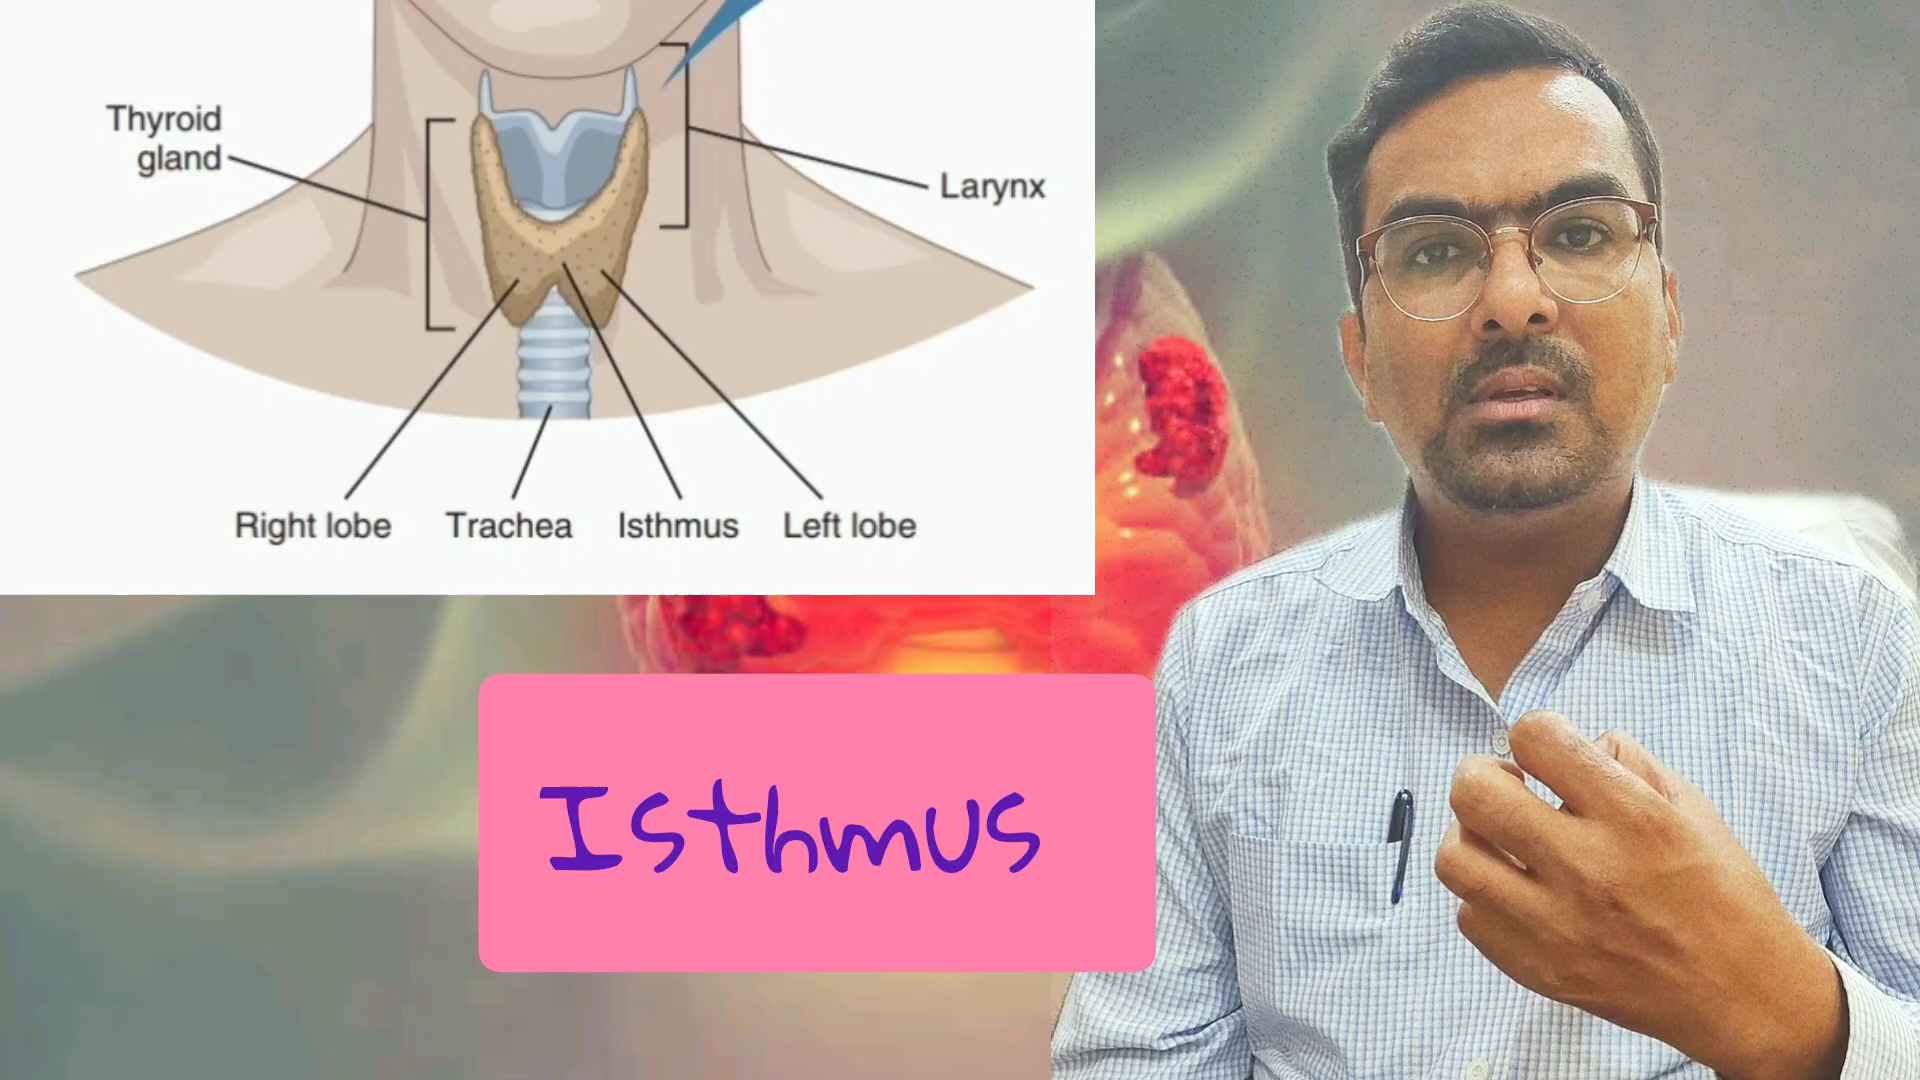 Thyroid
gland
Larynx
Right lobe Trachea Isthmus Left lobe
Isthmus